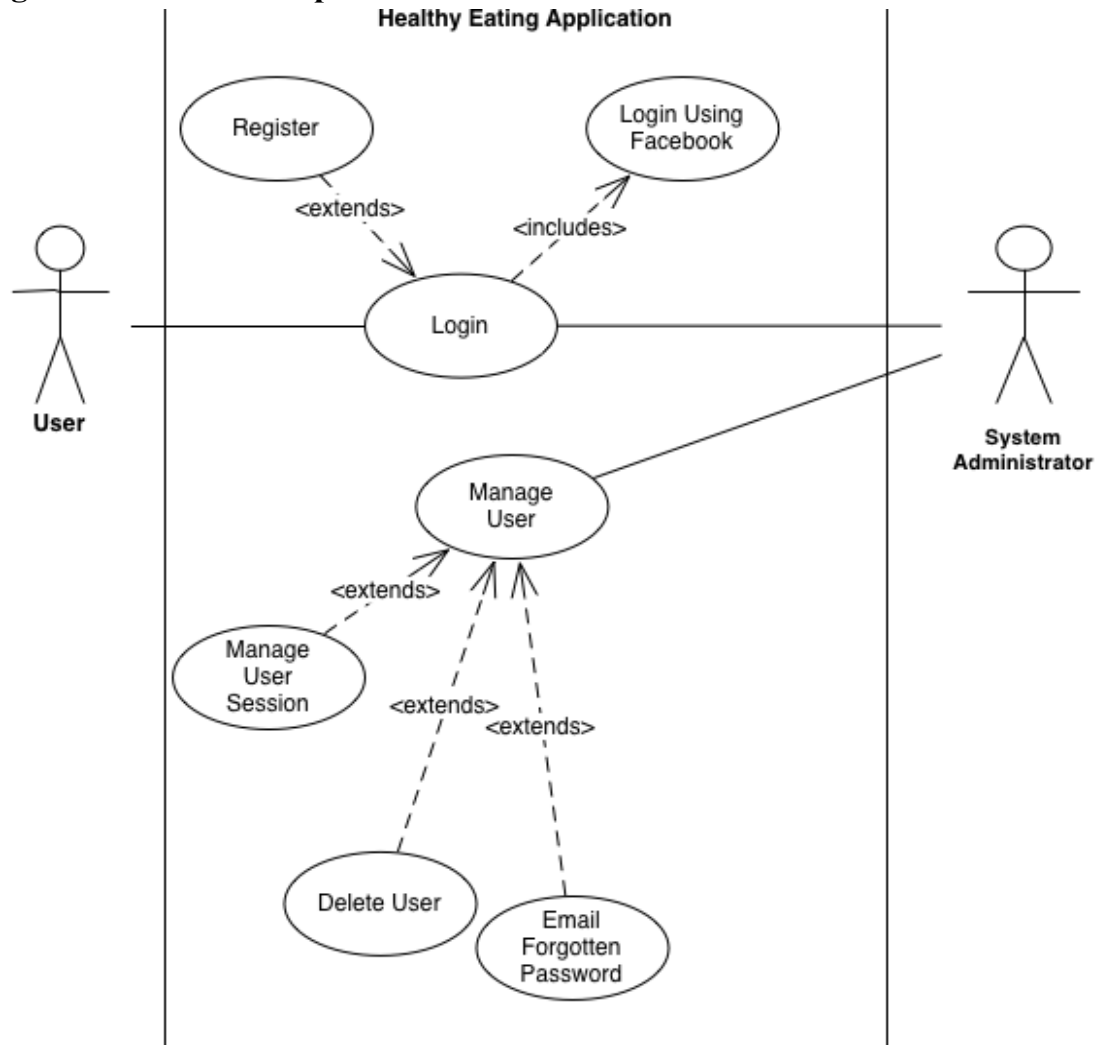 Healthy Eating Application
Register
Login Using
Facebook
<extends>
<includes>
Login
User
System
Administrator
Manage
User
<extends>
Manage
User
Session
<extends>
<extends>
Delete User
Email
Forgotten
Password